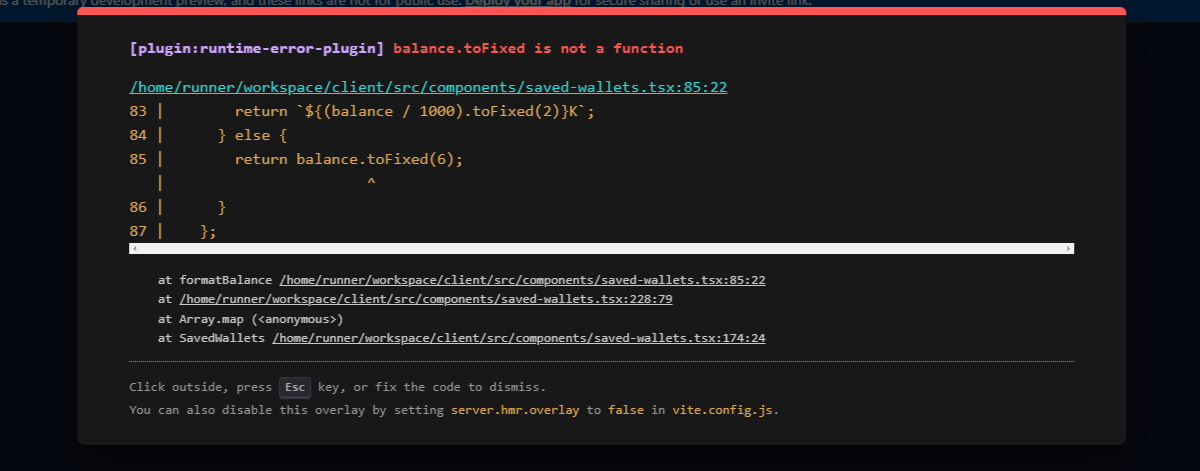 is a temporary development preview, and these links are not for public use. Deploy your app for secure sharing or use an invite link.
[plugin:runtime-error-plugin] balance.toFixed is not a function
/home/runner/workspace/client/src/components/saved-wallets.tsx:85:22
83 |        return `${(balance / 1000).toFixed(2)}K`;
84 |      } else {
85 |        return balance.toFixed(6);
   |                       ^
86 |      }
87 |    };
at formatBalance /home/runner/workspace/client/src/components/saved-wallets.tsx:85:22
at /home/runner/workspace/client/src/components/saved-wallets.tsx:228:79
at Array.map (<anonymous>)
at SavedWallets /home/runner/workspace/client/src/components/saved-wallets.tsx:174:24
Click outside, press Esc key, or fix the code to dismiss.
You can also disable this overlay by setting server.hmr.overlay to false in vite.config.js.